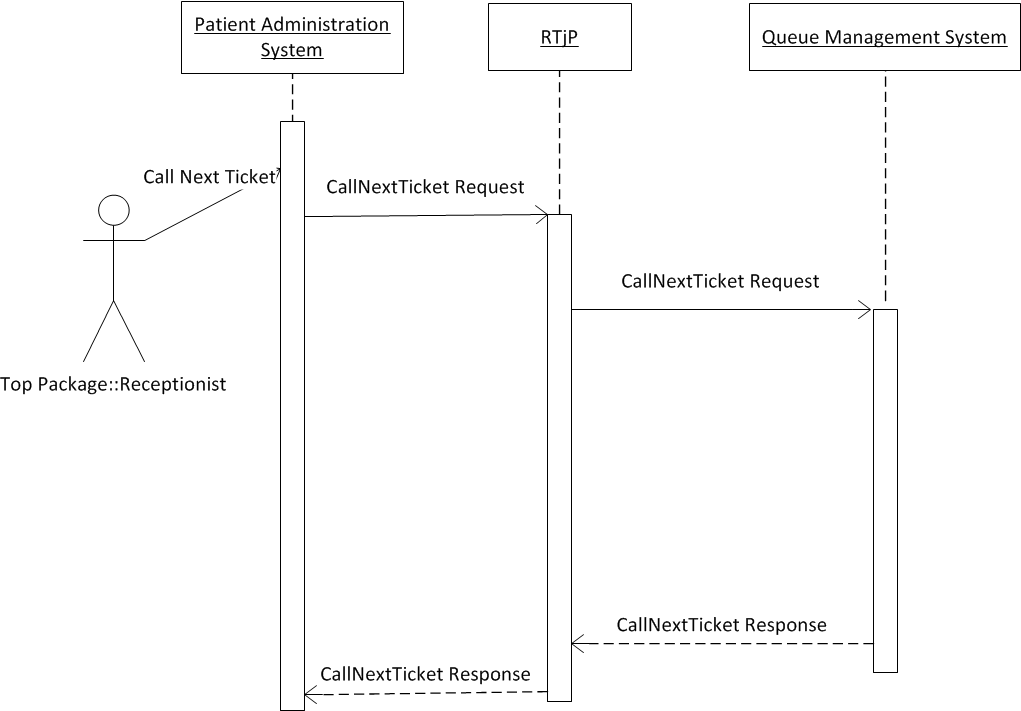 Patient Administration
System
RTjP
Queue Management System
Call Next Ticket
CallNextTicket Request
CallNextTicket Request
Top Package::Receptionist
CallNextTicket Response
CallNextTicket Response